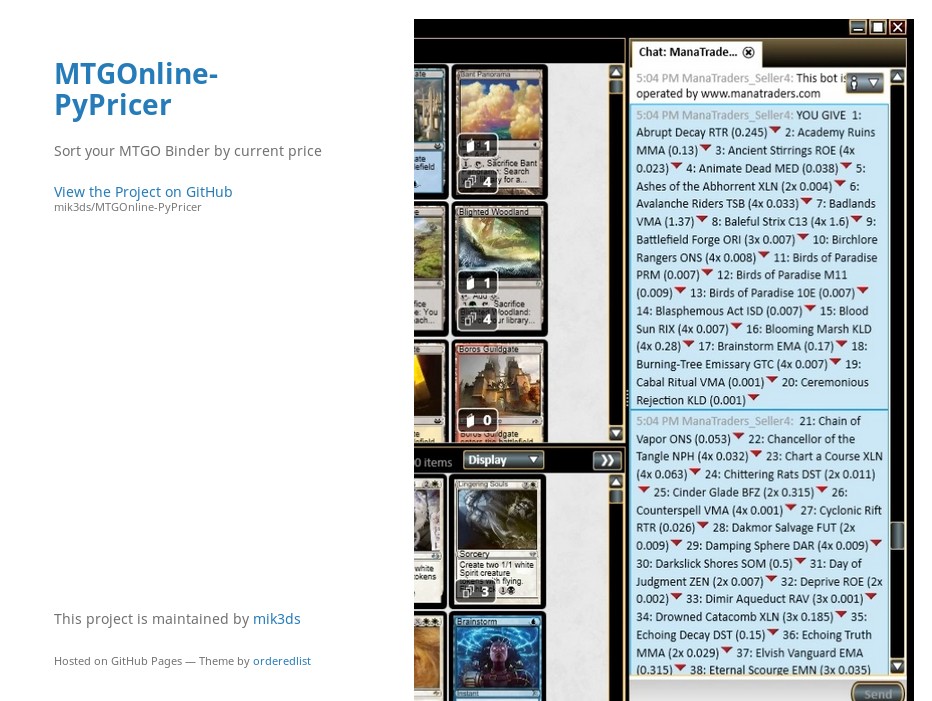 MTGOnline-
PyPricer
Sort your MTGO Binder by current price
View the Project on GitHub
mik3ds/MTGOnline-PyPricer
This project is maintained by mik3ds
Hosted on GitHub Pages — Theme by orderedlist
Bant Panorama
1
Sacrifice Bant
Search
library for a...
4
Blighted Woodland
1
Sacrifice
Blighted Woodland:
your library...
4
Boros Guildgate
0
Boros Guildgate
0 items
Display
Lingering Souls
Sorcery
Create two 1/1 white
Spirit creature
tokens with flying.
3
Brainstorm
Instant
Chat: ManaTrade...
5:04 PM ManaTraders_Seller4: This bot is
operated by www.manatraders.com
5:04 PM ManaTraders_Seller4: YOU GIVE 1:
Abrupt Decay RTR (0.245) 2: Academy Ruins
MMA (0.13) 3: Ancient Stirrings ROE (4x
0.023) 4: Animate Dead MED (0.038) 5:
Ashes of the Abhorrent XLN (2x 0.004) 6:
Avalanche Riders TSB (4x 0.033) 7: Badlands
VMA (1.37) 8: Baleful Strix C13 (4x 1.6) 9:
Battlefield Forge ORI (3x 0.007) 10: Birchlore
Rangers ONS (4x 0.008) 11: Birds of Paradise
PRM (0.007) 12: Birds of Paradise M11
(0.009) 13: Birds of Paradise 10E (0.007)
14: Blasphemous Act ISD (0.007) 15: Blood
Sun RIX (4x 0.007) 16: Blooming Marsh KLD
(4x 0.28) 17: Brainstorm EMA (0.17) 18:
Burning-Tree Emissary GTC (4x 0.007) 19:
Cabal Ritual VMA (0.001) 20: Ceremonious
Rejection KLD (0.001)
5:04 PM ManaTraders_Seller4: 21: Chain of
Vapor ONS (0.053) 22: Chancellor of the
Tangle NPH (4x 0.032) 23: Chart a Course XLN
(4x 0.063) 24: Chittering Rats DST (2x 0.011)
25: Cinder Glade BFZ (2x 0.315) 26:
Counterspell VMA (4x 0.001) 27: Cyclonic Rift
RTR (0.026) 28: Dakmor Salvage FUT (2x
0.009) 29: Damping Sphere DAR (4x 0.009)
30: Darkslick Shores SOM (0.5) 31: Day of
Judgment ZEN (2x 0.007) 32: Deprive ROE (2x
0.002) 33: Dimir Aqueduct RAV (3x 0.001)
34: Drowned Catacomb XLN (3x 0.185) 35:
Echoing Decay DST (0.15) 36: Echoing Truth
MMA (2x 0.029) 37: Elvish Vanguard EMA
(0.315) 38: Eternal Scourge EMN (3x 0.035)
Send